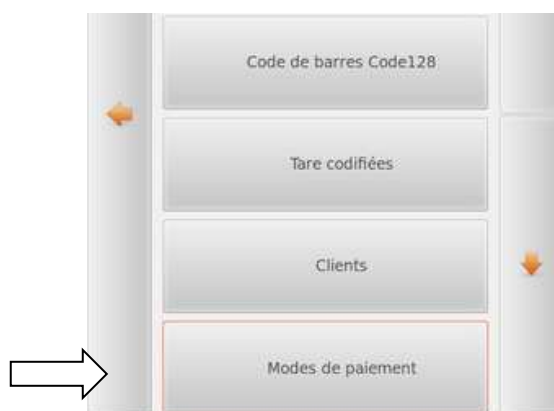 Code de barres Code128
Tare codifiées
Clients
Modes de paiement